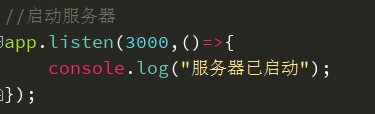 //启动服务器
app.listen(3000,()=>{
console.log("服务器已启动");
});